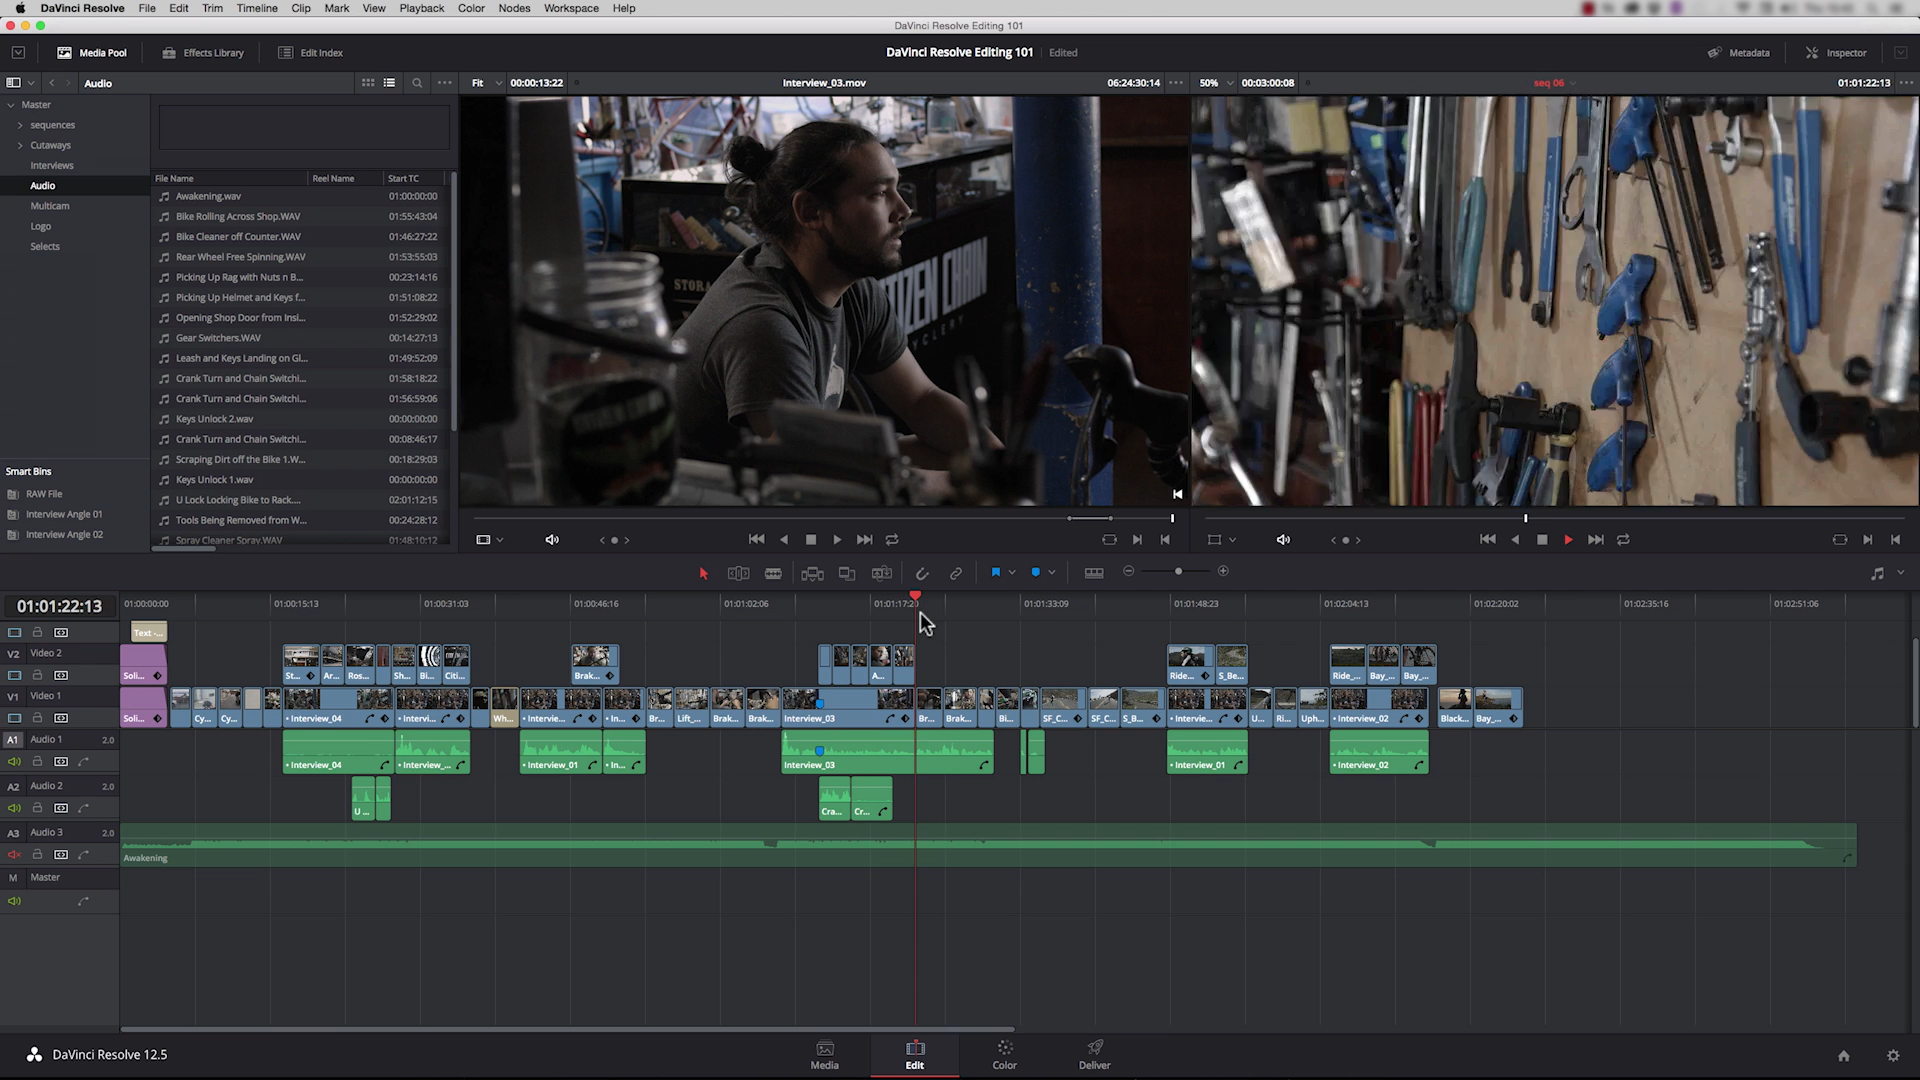 DaVinci Resolve File Edit Trim Timeline Clip Mark View Playback Color Nodes Workspace Help
DaVinci Resolve Editing 101
Media Pool Effects Library Edit Index DaVinci Resolve Editing 101 Edited Metadata Inspector
Audio Fit 00:00:13:22 Interview_03.mov 06:24:30:14 50% 00:03:00:08 seq 06 01:01:22:13
Master
sequences
Cutaways
Interviews
Audio
Multicam
Logo
Selects
File Name Reel Name Start TC
Awakening.wav 01:00:00:00
Bike Rolling Across Shop.WAV 01:55:43:04
Bike Cleaner off Counter.WAV 01:46:27:22
Rear Wheel Free Spinning.WAV 01:53:55:03
Picking Up Rag with Nuts n B... 00:23:14:16
Picking Up Helmet and Keys f... 01:51:08:22
Opening Shop Door from Insi... 01:52:29:02
Gear Switchers.WAV 00:14:27:13
Leash and Keys Landing on Gl... 01:49:52:09
Crank Turn and Chain Switchi... 01:58:18:22
Crank Turn and Chain Switchi... 01:56:59:06
Keys Unlock 2.wav 00:00:00:00
Crank Turn and Chain Switchi... 00:08:46:17
Scraping Dirt off the Bike 1.W... 00:18:29:03
Keys Unlock 1.wav 00:00:00:00
U Lock Locking Bike to Rack.... 02:01:12:15
Tools Being Removed from W... 00:24:28:12
Spray Cleaner Spray.WAV 01:48:10:12
Smart Bins
RAW File
Interview Angle 01
Interview Angle 02
STORA
TIZEN CHAIN
CYCLERY
01:01:22:13 01:00:00:00 01:00:15:13 01:00:31:03 01:00:46:16 01:01:02:06 01:01:17:2 01:01:33:09 01:01:48:23 01:02:04:13 01:02:20:02 01:02:35:16 01:02:51:06
Text -...
V2 Video 2
Soli... St... Ar... Ros... Sh... Bi... Citi... Brak... A... Ride... S_Be... Ride_... Bay_... Bay_...
V1 Video 1
Soli... Cy... Cy... Interview_04 Intervi... Wh... Intervie... In... Br... Lift_... Brak... Brak... Interview_03 Br... Brak... Bi... SF_C... SF_C... S_B... Intervie... U... Ri... Uph... Interview_02 Black... Bay_...
A1 Audio 1 2.0
Interview_04 Interview_... Interview_01 In... Interview_03 Interview_01 Interview_02
A2 Audio 2 2.0
U ... Cra... Cr...
A3 Audio 3 2.0
Awakening
M Master
DaVinci Resolve 12.5 Media Edit Color Deliver